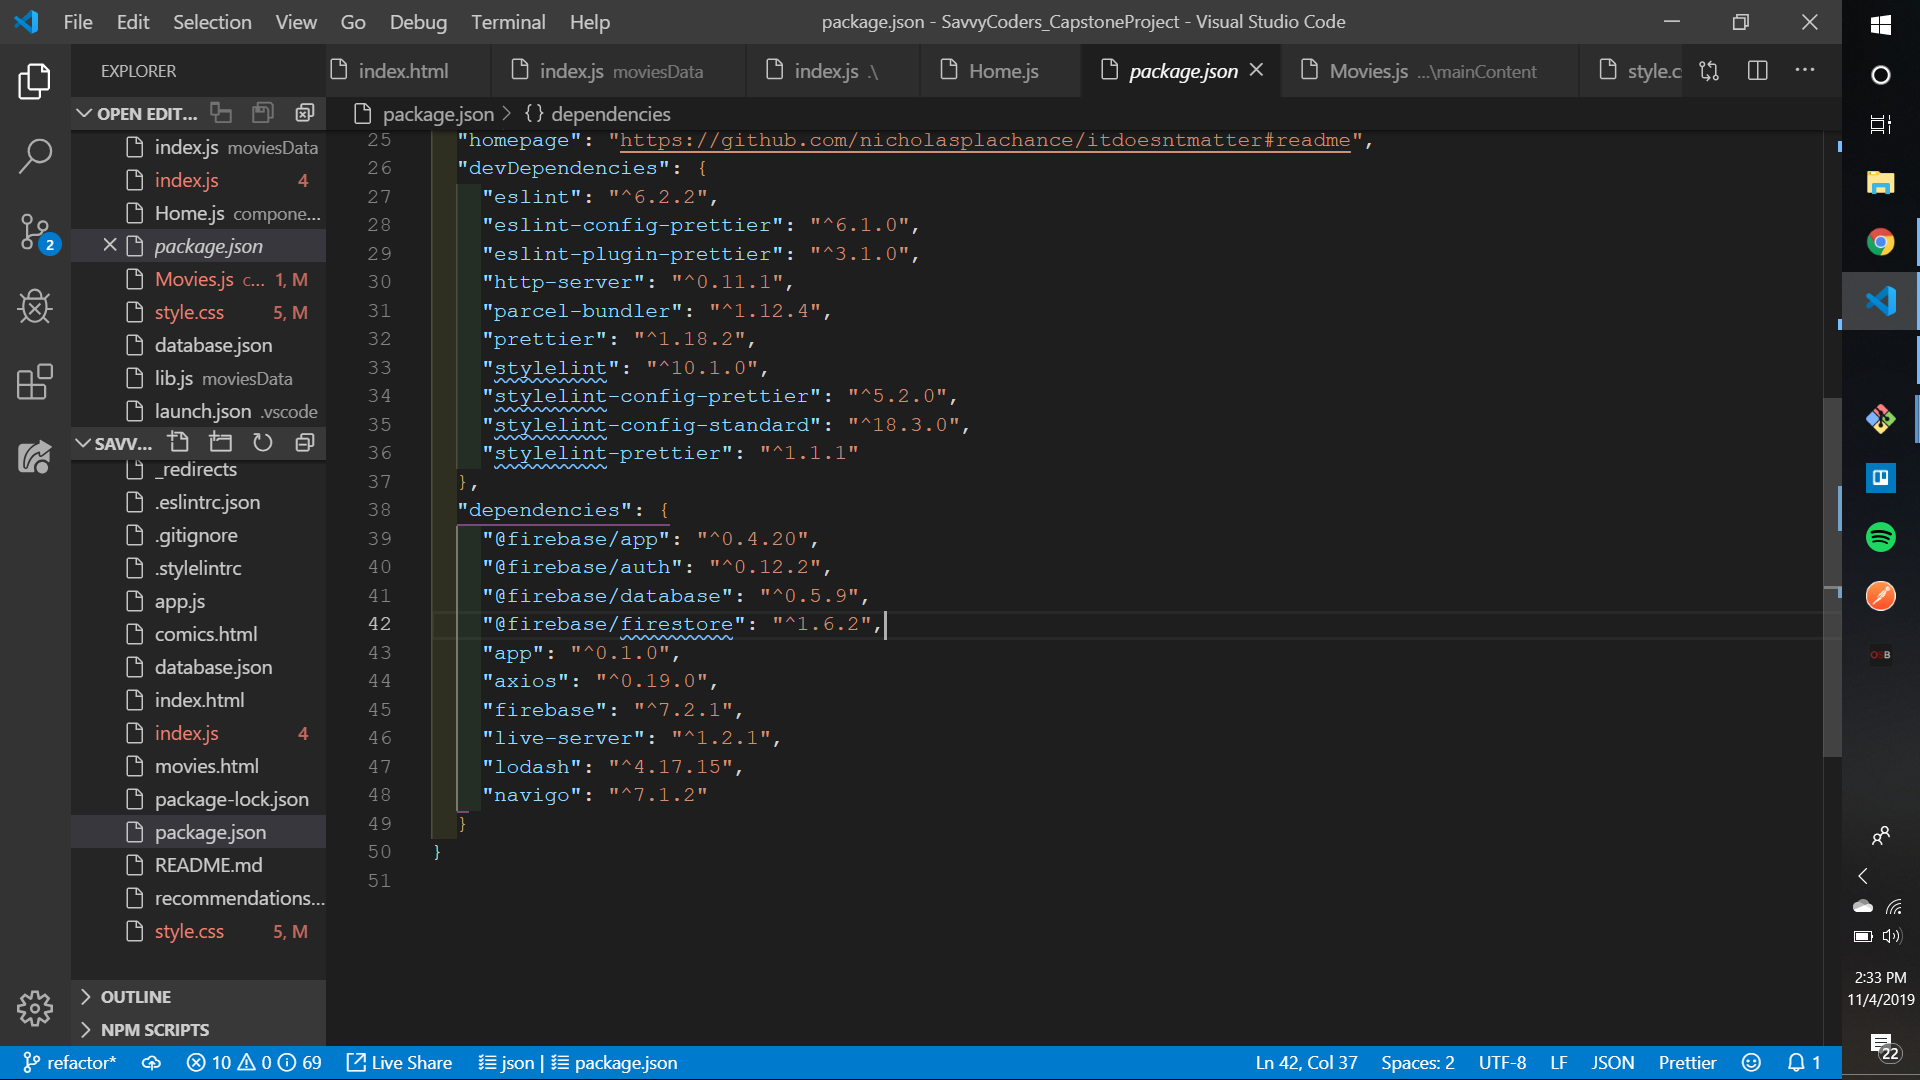 File Edit Selection View Go Debug Terminal Help
package.json - SavvyCoders_CapstoneProject - Visual Studio Code
EXPLORER
index.html
index.js moviesData
index.js .\
Home.js
package.json
Movies.js ...\mainContent
style.c
OPEN EDIT...
package.json > {} dependencies
index.js moviesData
index.js 4
Home.js compone...
package.json
Movies.js c... 1, M
style.css 5, M
database.json
lib.js moviesData
launch.json .vscode
SAVV...
_redirects
.eslintrc.json
.gitignore
.stylelintrc
app.js
comics.html
database.json
index.html
index.js 4
movies.html
package-lock.json
package.json
README.md
recommendations...
style.css 5, M
OUTLINE
NPM SCRIPTS
2
25 "homepage": "https://github.com/nicholasplachance/itdoesntmatter#readme",
26 "devDependencies": {
27 "eslint": "^6.2.2",
28 "eslint-config-prettier": "^6.1.0",
29 "eslint-plugin-prettier": "^3.1.0",
30 "http-server": "^0.11.1",
31 "parcel-bundler": "^1.12.4",
32 "prettier": "^1.18.2",
33 "stylelint": "^10.1.0",
34 "stylelint-config-prettier": "^5.2.0",
35 "stylelint-config-standard": "^18.3.0",
36 "stylelint-prettier": "^1.1.1"
37 },
38 "dependencies": {
39 "@firebase/app": "^0.4.20",
40 "@firebase/auth": "^0.12.2",
41 "@firebase/database": "^0.5.9",
42 "@firebase/firestore": "^1.6.2",
43 "app": "^0.1.0",
44 "axios": "^0.19.0",
45 "firebase": "^7.2.1",
46 "live-server": "^1.2.1",
47 "lodash": "^4.17.15",
48 "navigo": "^7.1.2"
49 }
50 }
51
refactor* 10 0 69 Live Share json | package.json
Ln 42, Col 37 Spaces: 2 UTF-8 LF JSON Prettier 1
OSB
2:33 PM
11/4/2019
22